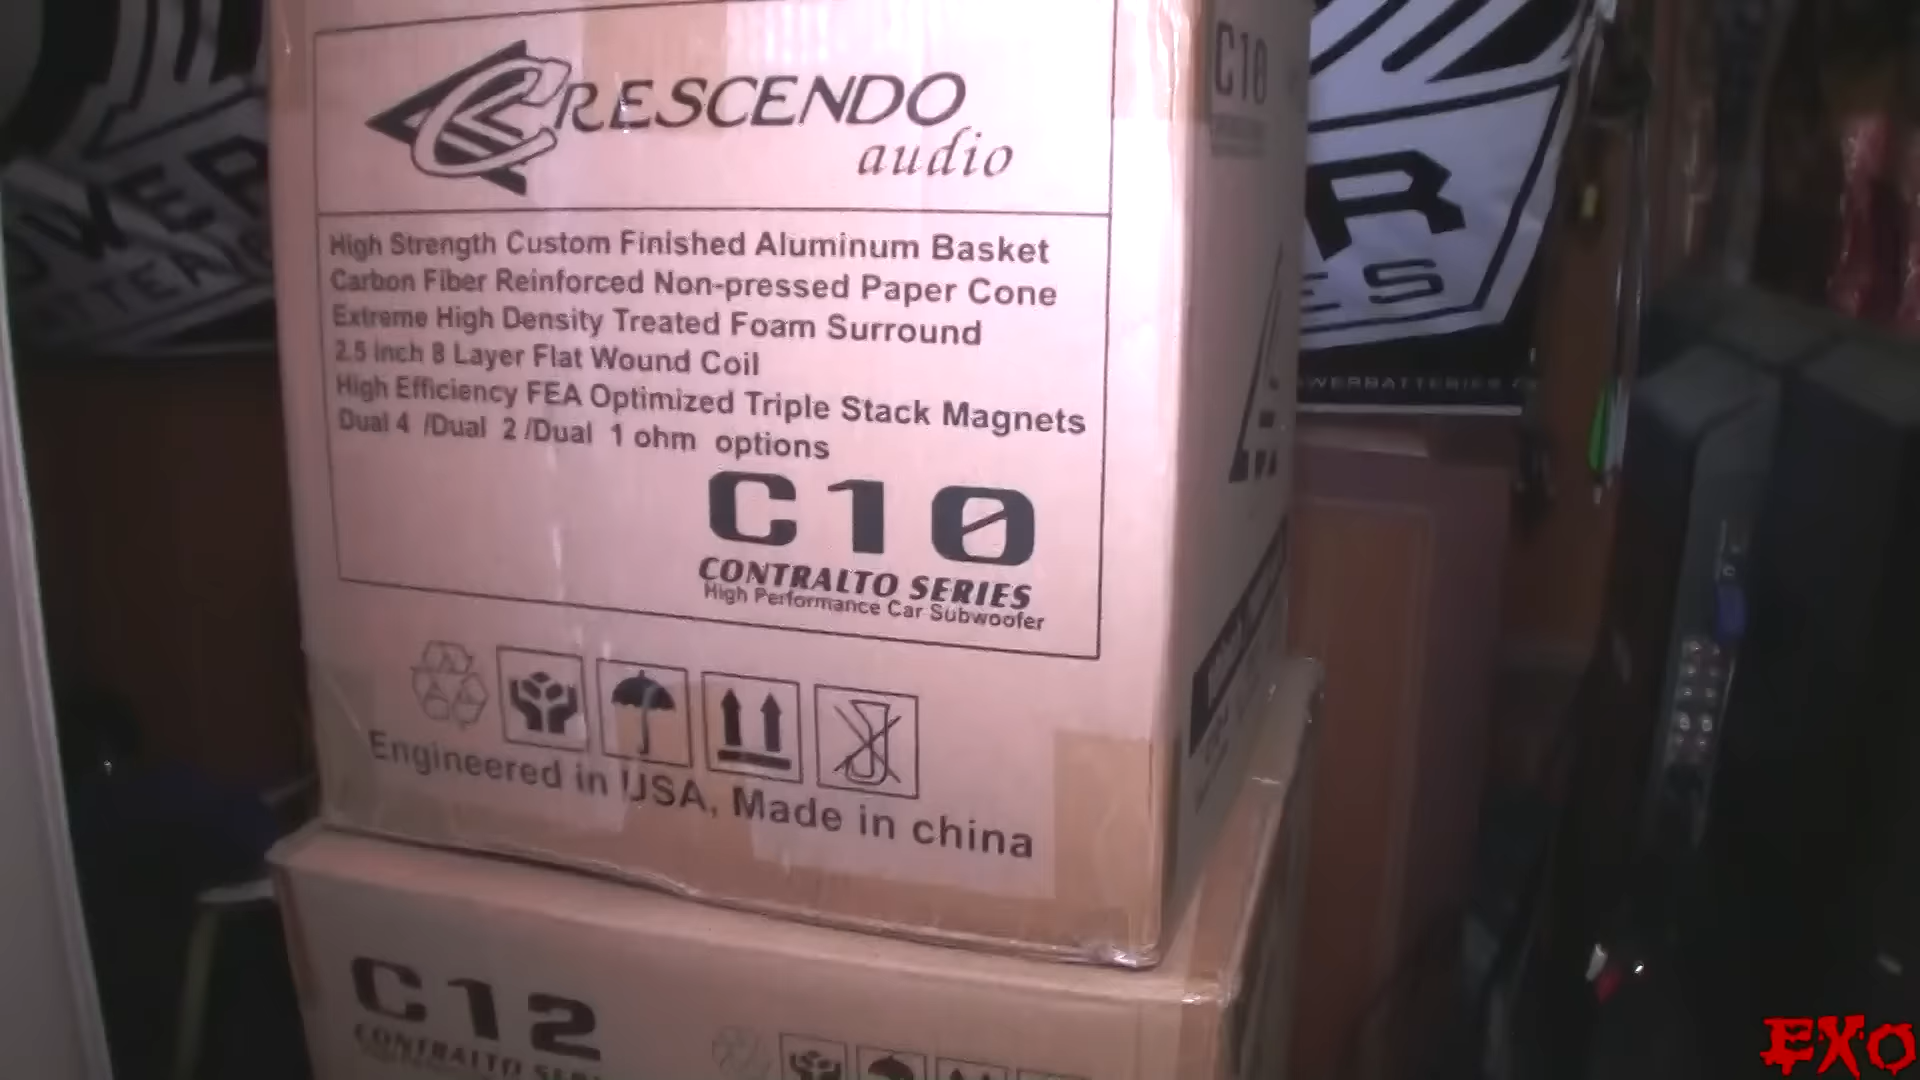 CRESCENDO
audio
High Strength Custom Finished Aluminum Basket
Carbon Fiber Reinforced Non-pressed Paper Cone
Extreme High Density Treated Foam Surround
2.5 inch 8 Layer Flat Wound Coil
High Efficiency FEA Optimized Triple Stack Magnets
Dual 4 /Dual 2 /Dual 1 ohm options
C10
CONTRALTO SERIES
High Performance Car Subwoofer
Engineered in USA, Made in china
C10
C12
CONTRALTO
EXO